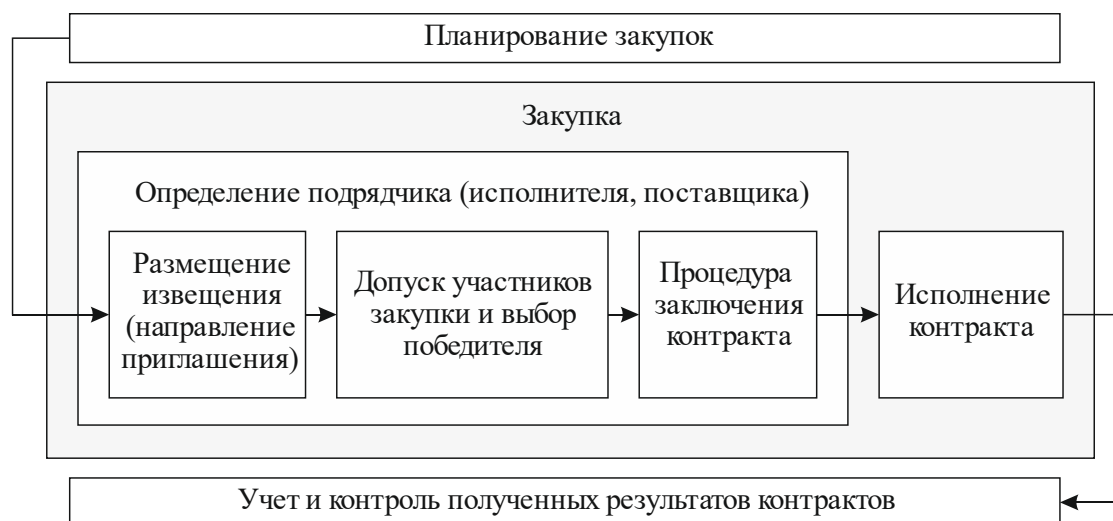 Планирование закупок
Закупка
Определение подрядчика (исполнителя, поставщика)
Размещение
извещения
(направление
приглашения)
Допуск участников
закупки и выбор
победителя
Процедура
заключения
контракта
Исполнение
контракта
Учет и контроль полученных результатов контрактов